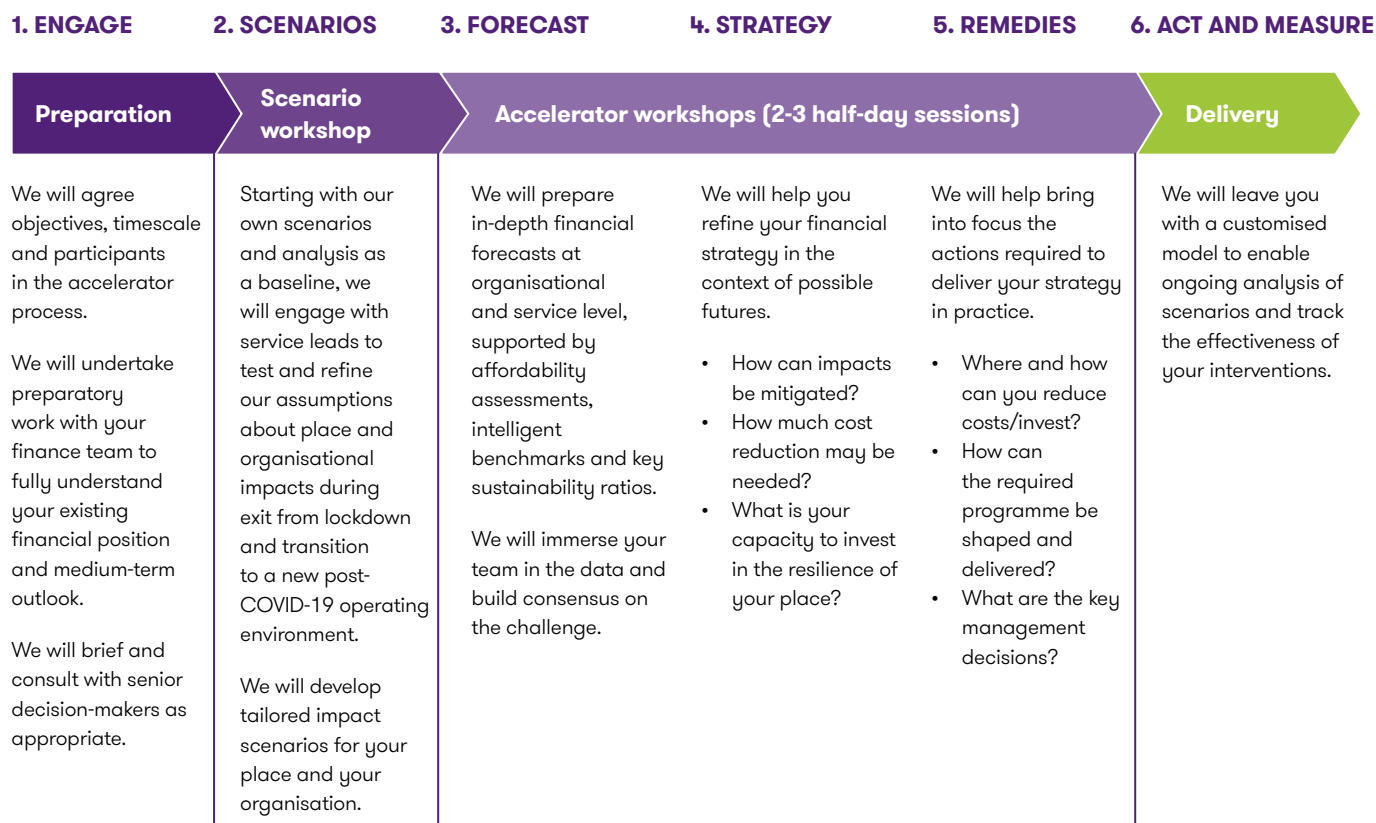 1. ENGAGE
2. SCENARIOS
3. FORECAST
4. STRATEGY
5. REMEDIES
6. ACT AND MEASURE
Preparation
Scenario
workshop
Accelerator workshops (2-3 half-day sessions)
Delivery
We will agree
objectives, timescale
and participants
in the accelerator
process.
We will undertake
preparatory
work with your
finance team to
fully understand
your existing
financial position
and medium-term
outlook.
We will brief and
consult with senior
decision-makers as
appropriate.
Starting with our
own scenarios
and analysis as
a baseline, we
will engage with
service leads to
test and refine
our assumptions
about place and
organisational
impacts during
exit from lockdown
and transition
to a new post-
COVID-19 operating
environment.
We will develop
tailored impact
scenarios for your
place and your
organisation.
We will prepare
in-depth financial
forecasts at
organisational
and service level,
supported by
affordability
assessments,
intelligent
benchmarks and key
sustainability ratios.
We will immerse your
team in the data and
build consensus on
the challenge.
We will help you
refine your financial
strategy in the
context of possible
futures.
• How can impacts
be mitigated?
• How much cost
reduction may be
needed?
• What is your
capacity to invest
in the resilience of
your place?
We will help bring
into focus the
actions required to
deliver your strategy
in practice.
• Where and how
can you reduce
costs/invest?
• How can
the required
programme be
shaped and
delivered?
• What are the key
management
decisions?
We will leave you
with a customised
model to enable
ongoing analysis of
scenarios and track
the effectiveness of
your interventions.